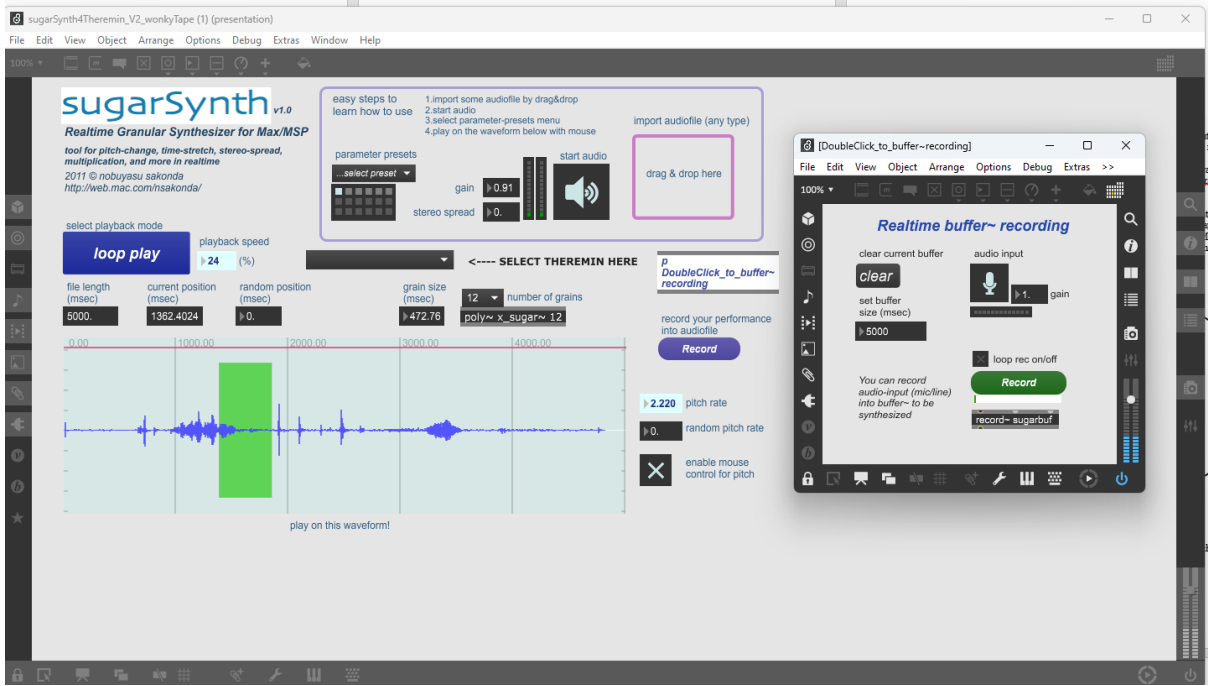 sugarSynth4Theremin_V2_wonkyTape (1) (presentation)
File Edit View Object Arrange Options Debug Extras Window Help
100%
sugarSynth v1.0
Realtime Granular Synthesizer for Max/MSP
tool for pitch-change, time-stretch, stereo-spread,
multiplication, and more in realtime
2011 © nobuyasu sakonda
http://web.mac.com/nsakonda/
easy steps to
learn how to use
1.import some audiofile by drag&drop
2.start audio
3.select parameter-presets menu
4.play on the waveform below with mouse
parameter presets
...select preset
gain 0.91
stereo spread 0.
start audio
import audiofile (any type)
drag & drop here
select playback mode
loop play
playback speed
24 (%)
<---- SELECT THEREMIN HERE
p
DoubleClick_to_buffer~
recording
file length
(msec)
5000.
current position
(msec)
1362.4024
random position
(msec)
0.
grain size
(msec)
472.76
12 number of grains
poly~ x_sugar~ 12
record your performance
into audiofile
Record
0.00 1000.00 2000.00 3000.00 4000.00
2.220 pitch rate
0. random pitch rate
enable mouse
control for pitch
play on this waveform!
[DoubleClick_to_buffer~recording]
File Edit View Object Arrange Options Debug Extras >>
100%
Realtime buffer~ recording
clear current buffer
clear
set buffer
size (msec)
5000
audio input
1. gain
loop rec on/off
Record
You can record
audio-input (mic/line)
into buffer~ to be
synthesized
record~ sugarbuf